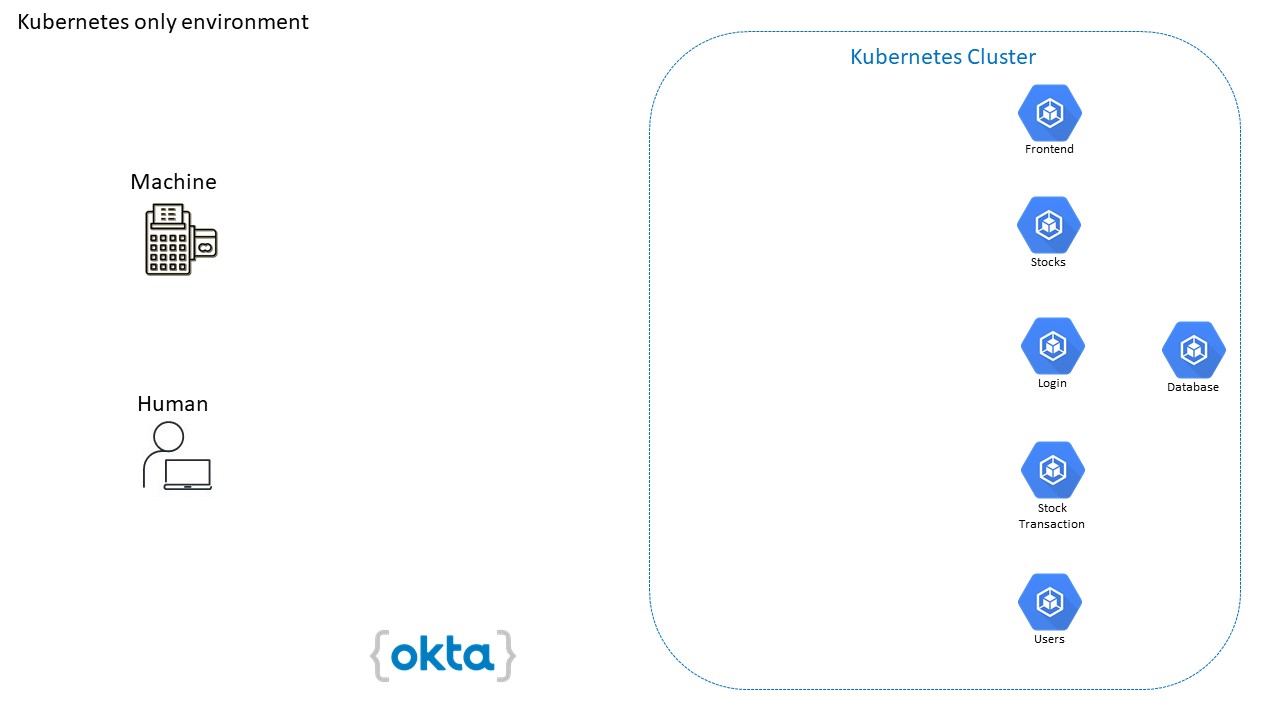 Kubernetes only environment
Kubernetes Cluster
Frontend
Machine
Stocks
Login
Database
Human
Stock
Transaction
Users
{okta}